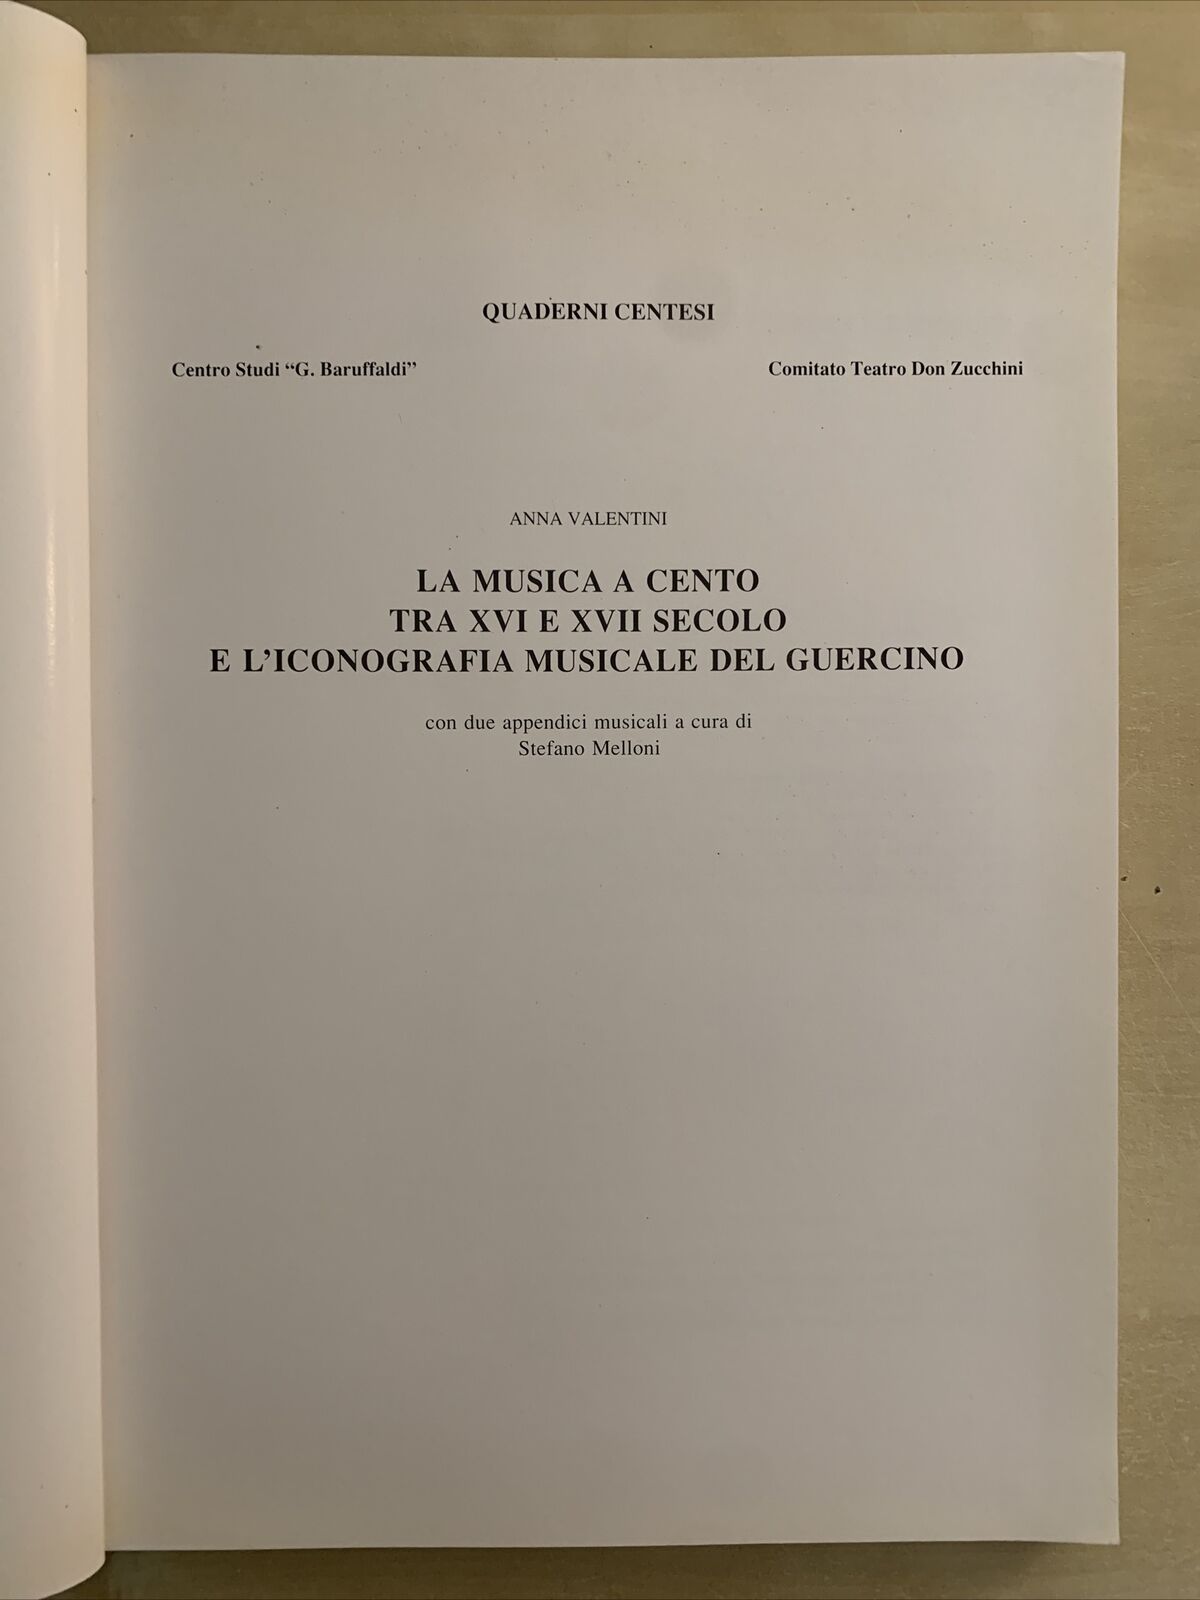 QUADERNI CENTESI
Centro Studi “G. Baruffaldi”
Comitato Teatro Don Zucchini
ANNA VALENTINI
LA MUSICA A CENTO
TRA XVI E XVII SECOLO
E L’ICONOGRAFIA MUSICALE DEL GUERCINO
con due appendici musicali a cura di
Stefano Melloni